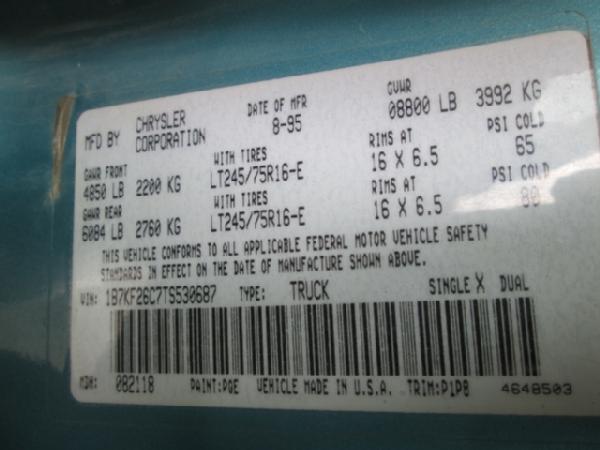 MFD BY CHRYSLER CORPORATION DATE OF MFR 8-95 GVWR 08800 LB 3992 KG
GAWR FRONT WITH TIRES RIMS AT PSI COLD
4850 LB 2200 KG LT245/75R16-E 16 X 6.5 65
GAWR REAR WITH TIRES RIMS AT PSI COLD
6084 LB 2760 KG LT245/75R16-E 16 X 6.5 80
THIS VEHICLE CONFORMS TO ALL APPLICABLE FEDERAL MOTOR VEHICLE SAFETY
STANDARDS IN EFFECT ON THE DATE OF MANUFACTURE SHOWN ABOVE.
VIN: 1B7KF26C7TS530687 TYPE: TRUCK SINGLE X DUAL
MDH: 082118 PAINT:PQE VEHICLE MADE IN U.S.A. TRIM:P1P8 4648503